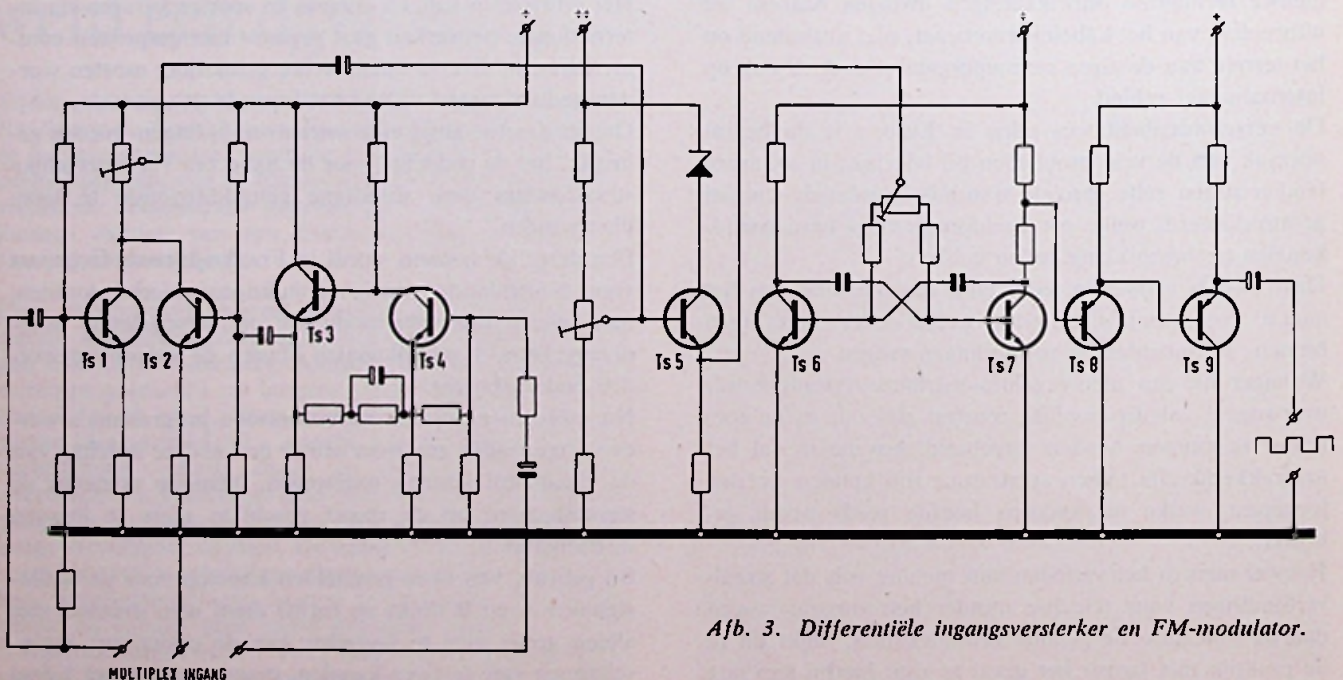 + ++ + +
Ts 1 Ts 2 Ts 3 Ts 4 Ts 5 Ts 6 Ts 7 Ts 8 Ts 9
Afb. 3. Differentiële ingangsversterker en FM-modulator.
MULTIPLEX INGANG